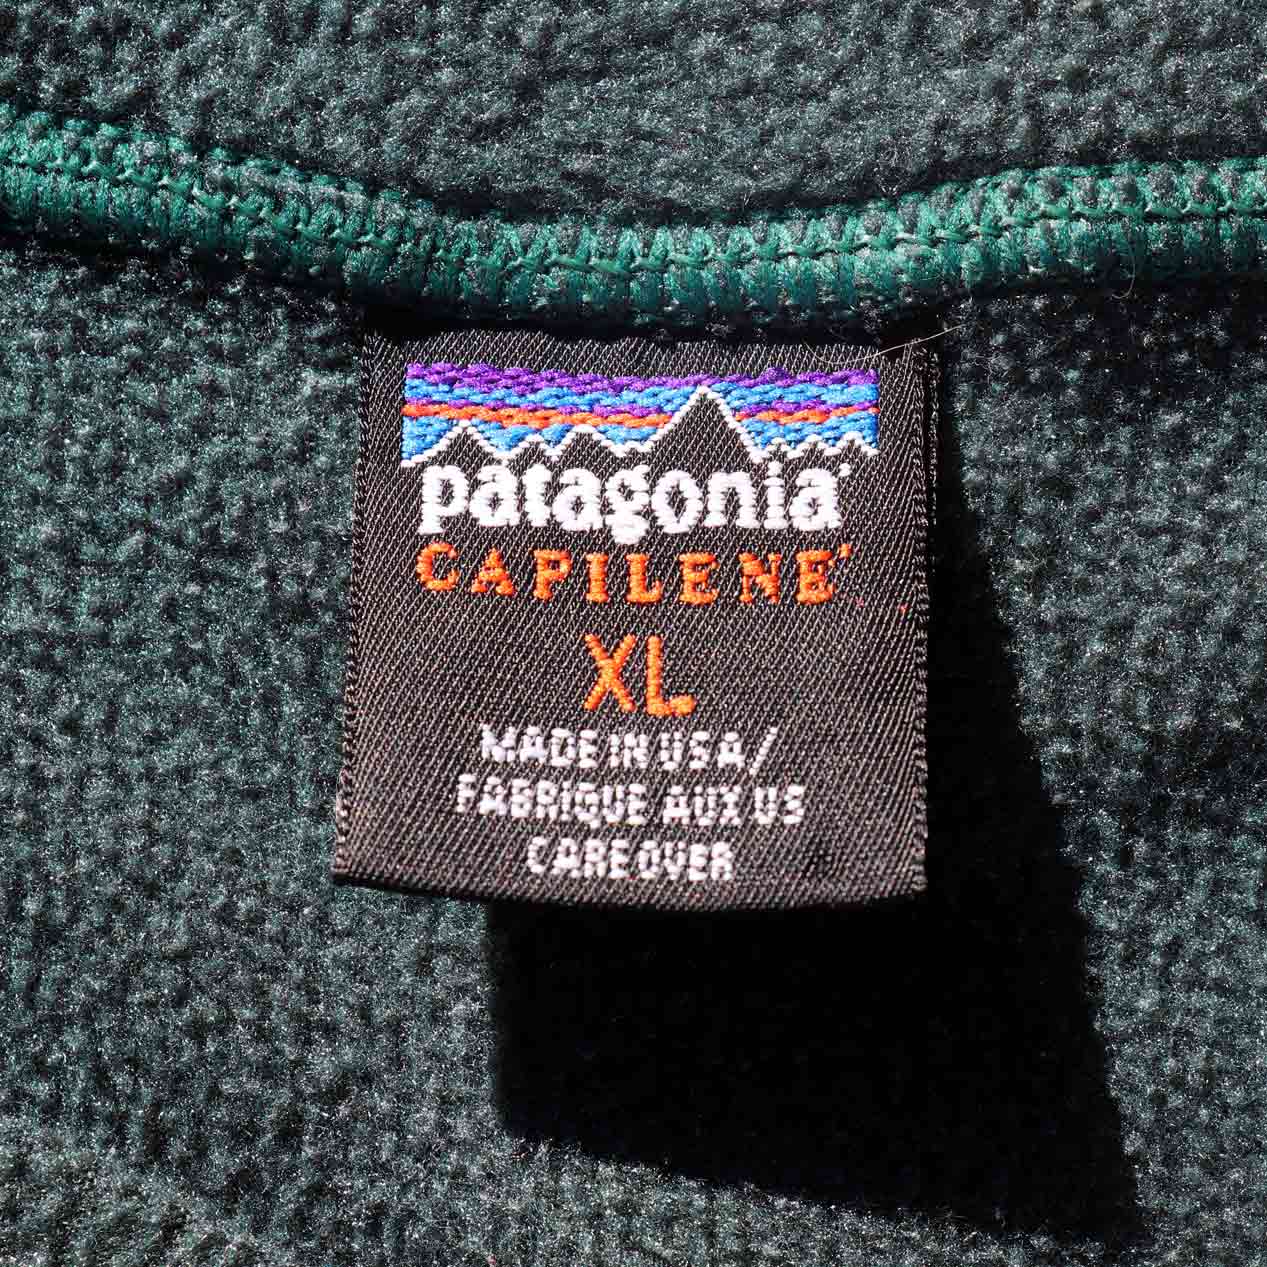 patagonia
CAPILENE
XL
MADE IN USA/
FABRIQUE AUX US
CARE OVER